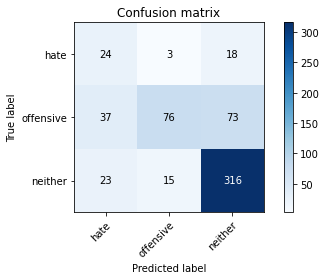 Confusion matrix
hate 24 3 18
offensive 37 76 73
neither 23 15 316
hate offensive neither
True label
Predicted label
300
250
200
150
100
50